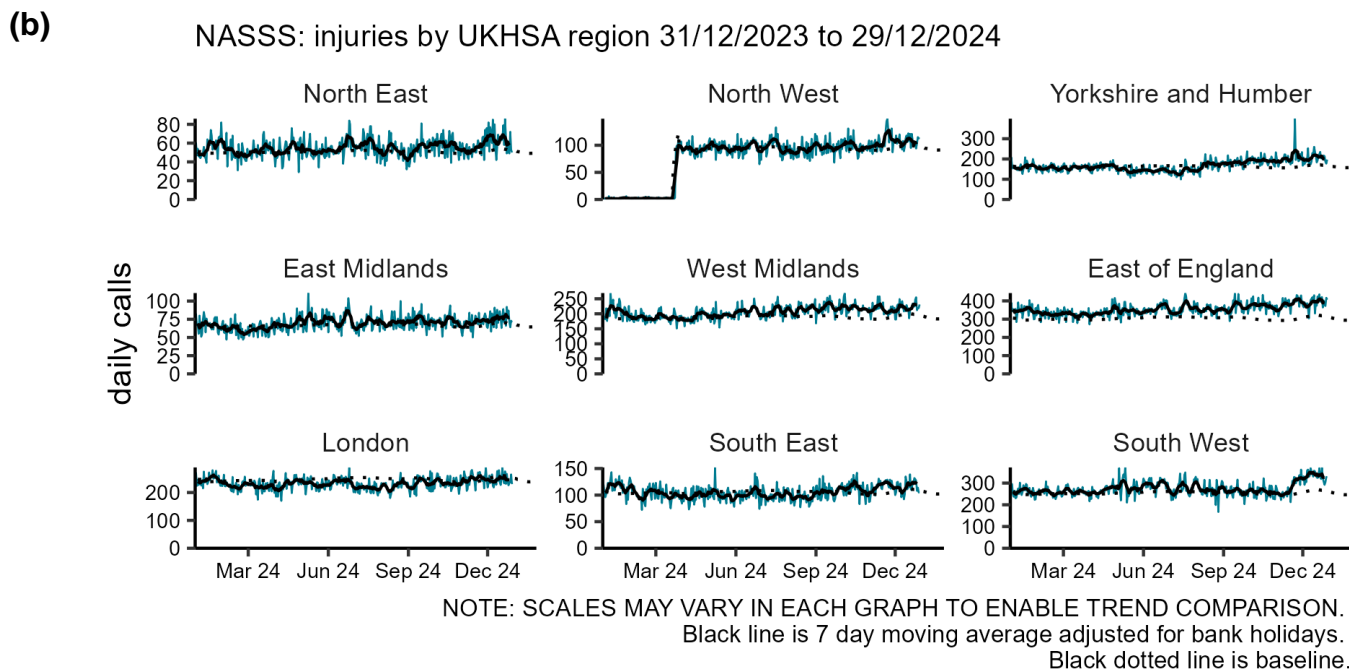 (b)
NASSS: injuries by UKHSA region 31/12/2023 to 29/12/2024
North East
North West
Yorkshire and Humber
80
60
40
20
0
100
50
0
300
200
100
0
daily calls
East Midlands
West Midlands
East of England
100
75
50
25
0
250
200
150
100
50
0
400
300
200
100
0
London
South East
South West
200
100
0
150
100
50
0
300
200
100
0
Mar 24 Jun 24 Sep 24 Dec 24
Mar 24 Jun 24 Sep 24 Dec 24
Mar 24 Jun 24 Sep 24 Dec 24
NOTE: SCALES MAY VARY IN EACH GRAPH TO ENABLE TREND COMPARISON.
Black line is 7 day moving average adjusted for bank holidays.
Black dotted line is baseline.